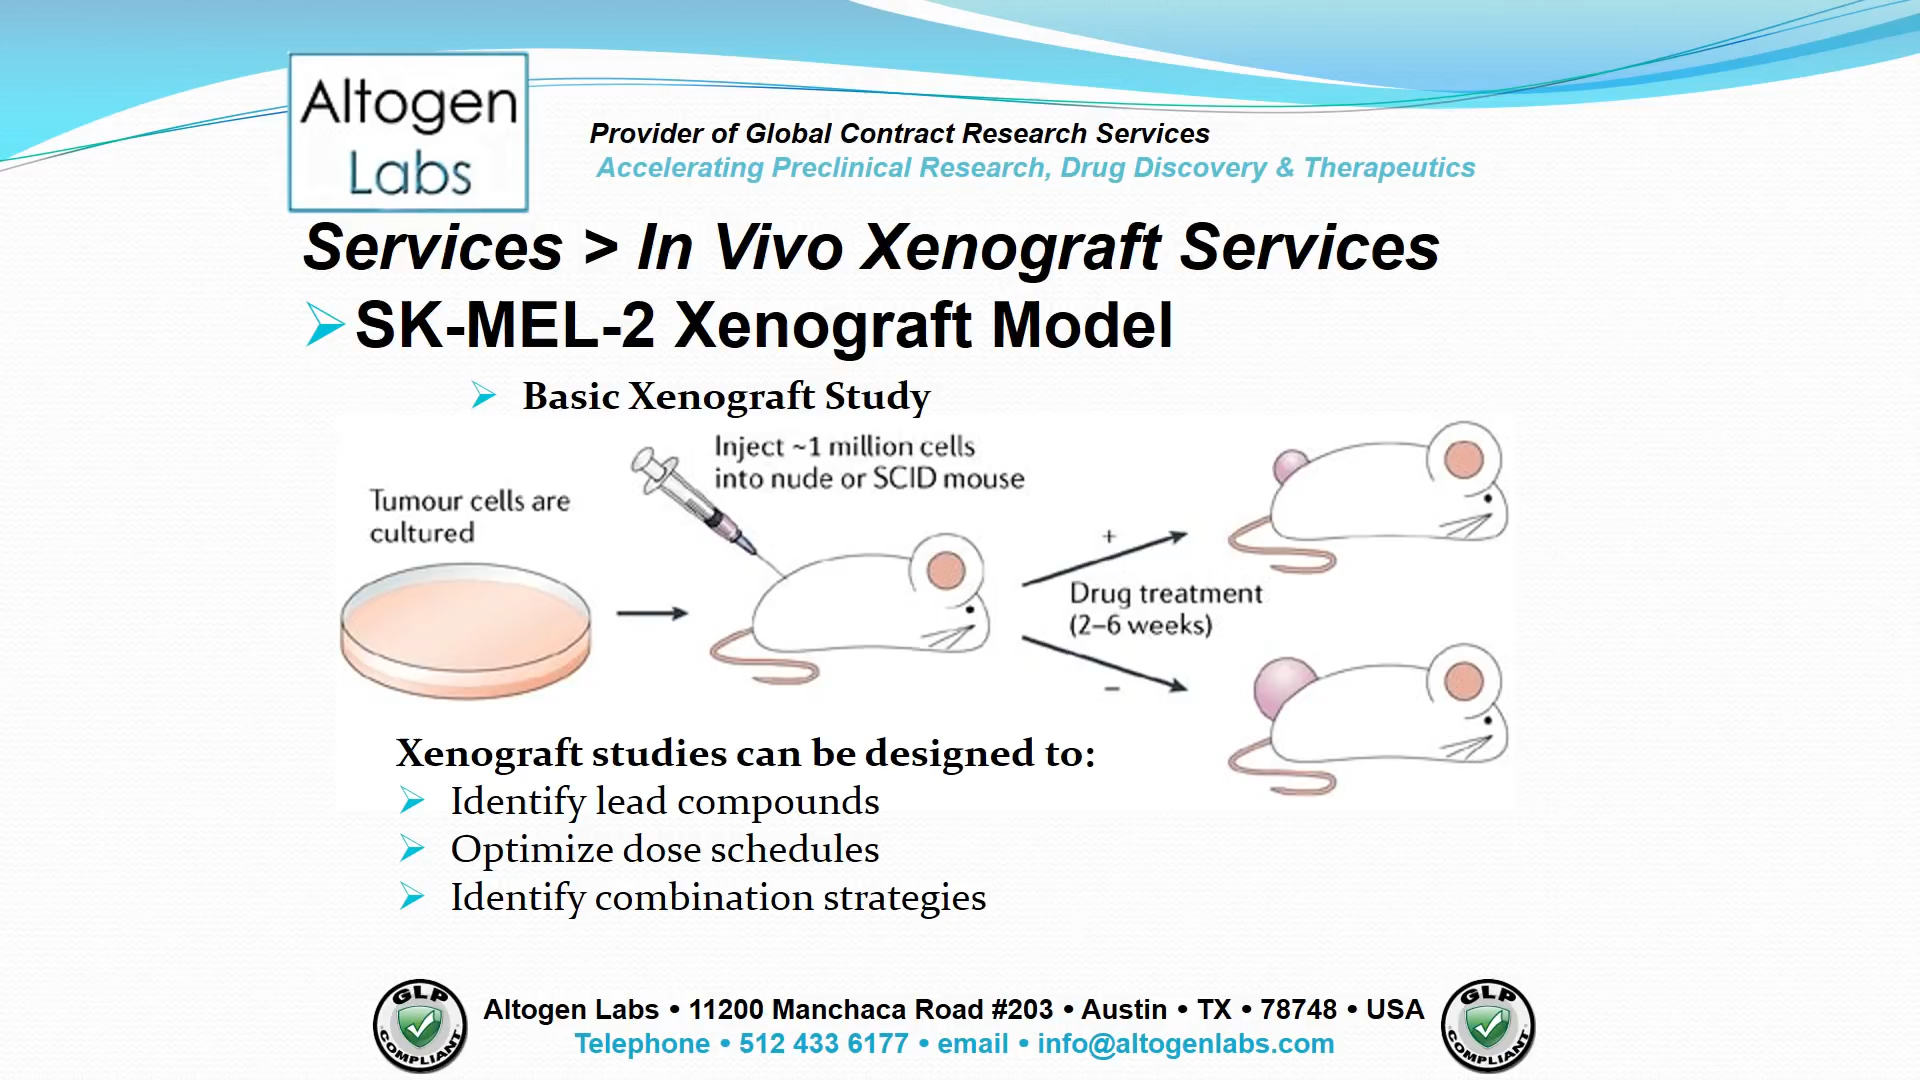 Altogen
Labs
Provider of Global Contract Research Services
Accelerating Preclinical Research, Drug Discovery & Therapeutics
Services > In Vivo Xenograft Services
SK-MEL-2 Xenograft Model
Basic Xenograft Study
Tumour cells are
cultured
Inject ~1 million cells
into nude or SCID mouse
+
Drug treatment
(2–6 weeks)
–
Xenograft studies can be designed to:
Identify lead compounds
Optimize dose schedules
Identify combination strategies
GLP
COMPLIANT
Altogen Labs • 11200 Manchaca Road #203 • Austin • TX • 78748 • USA
Telephone • 512 433 6177 • email • info@altogenlabs.com
GLP
COMPLIANT